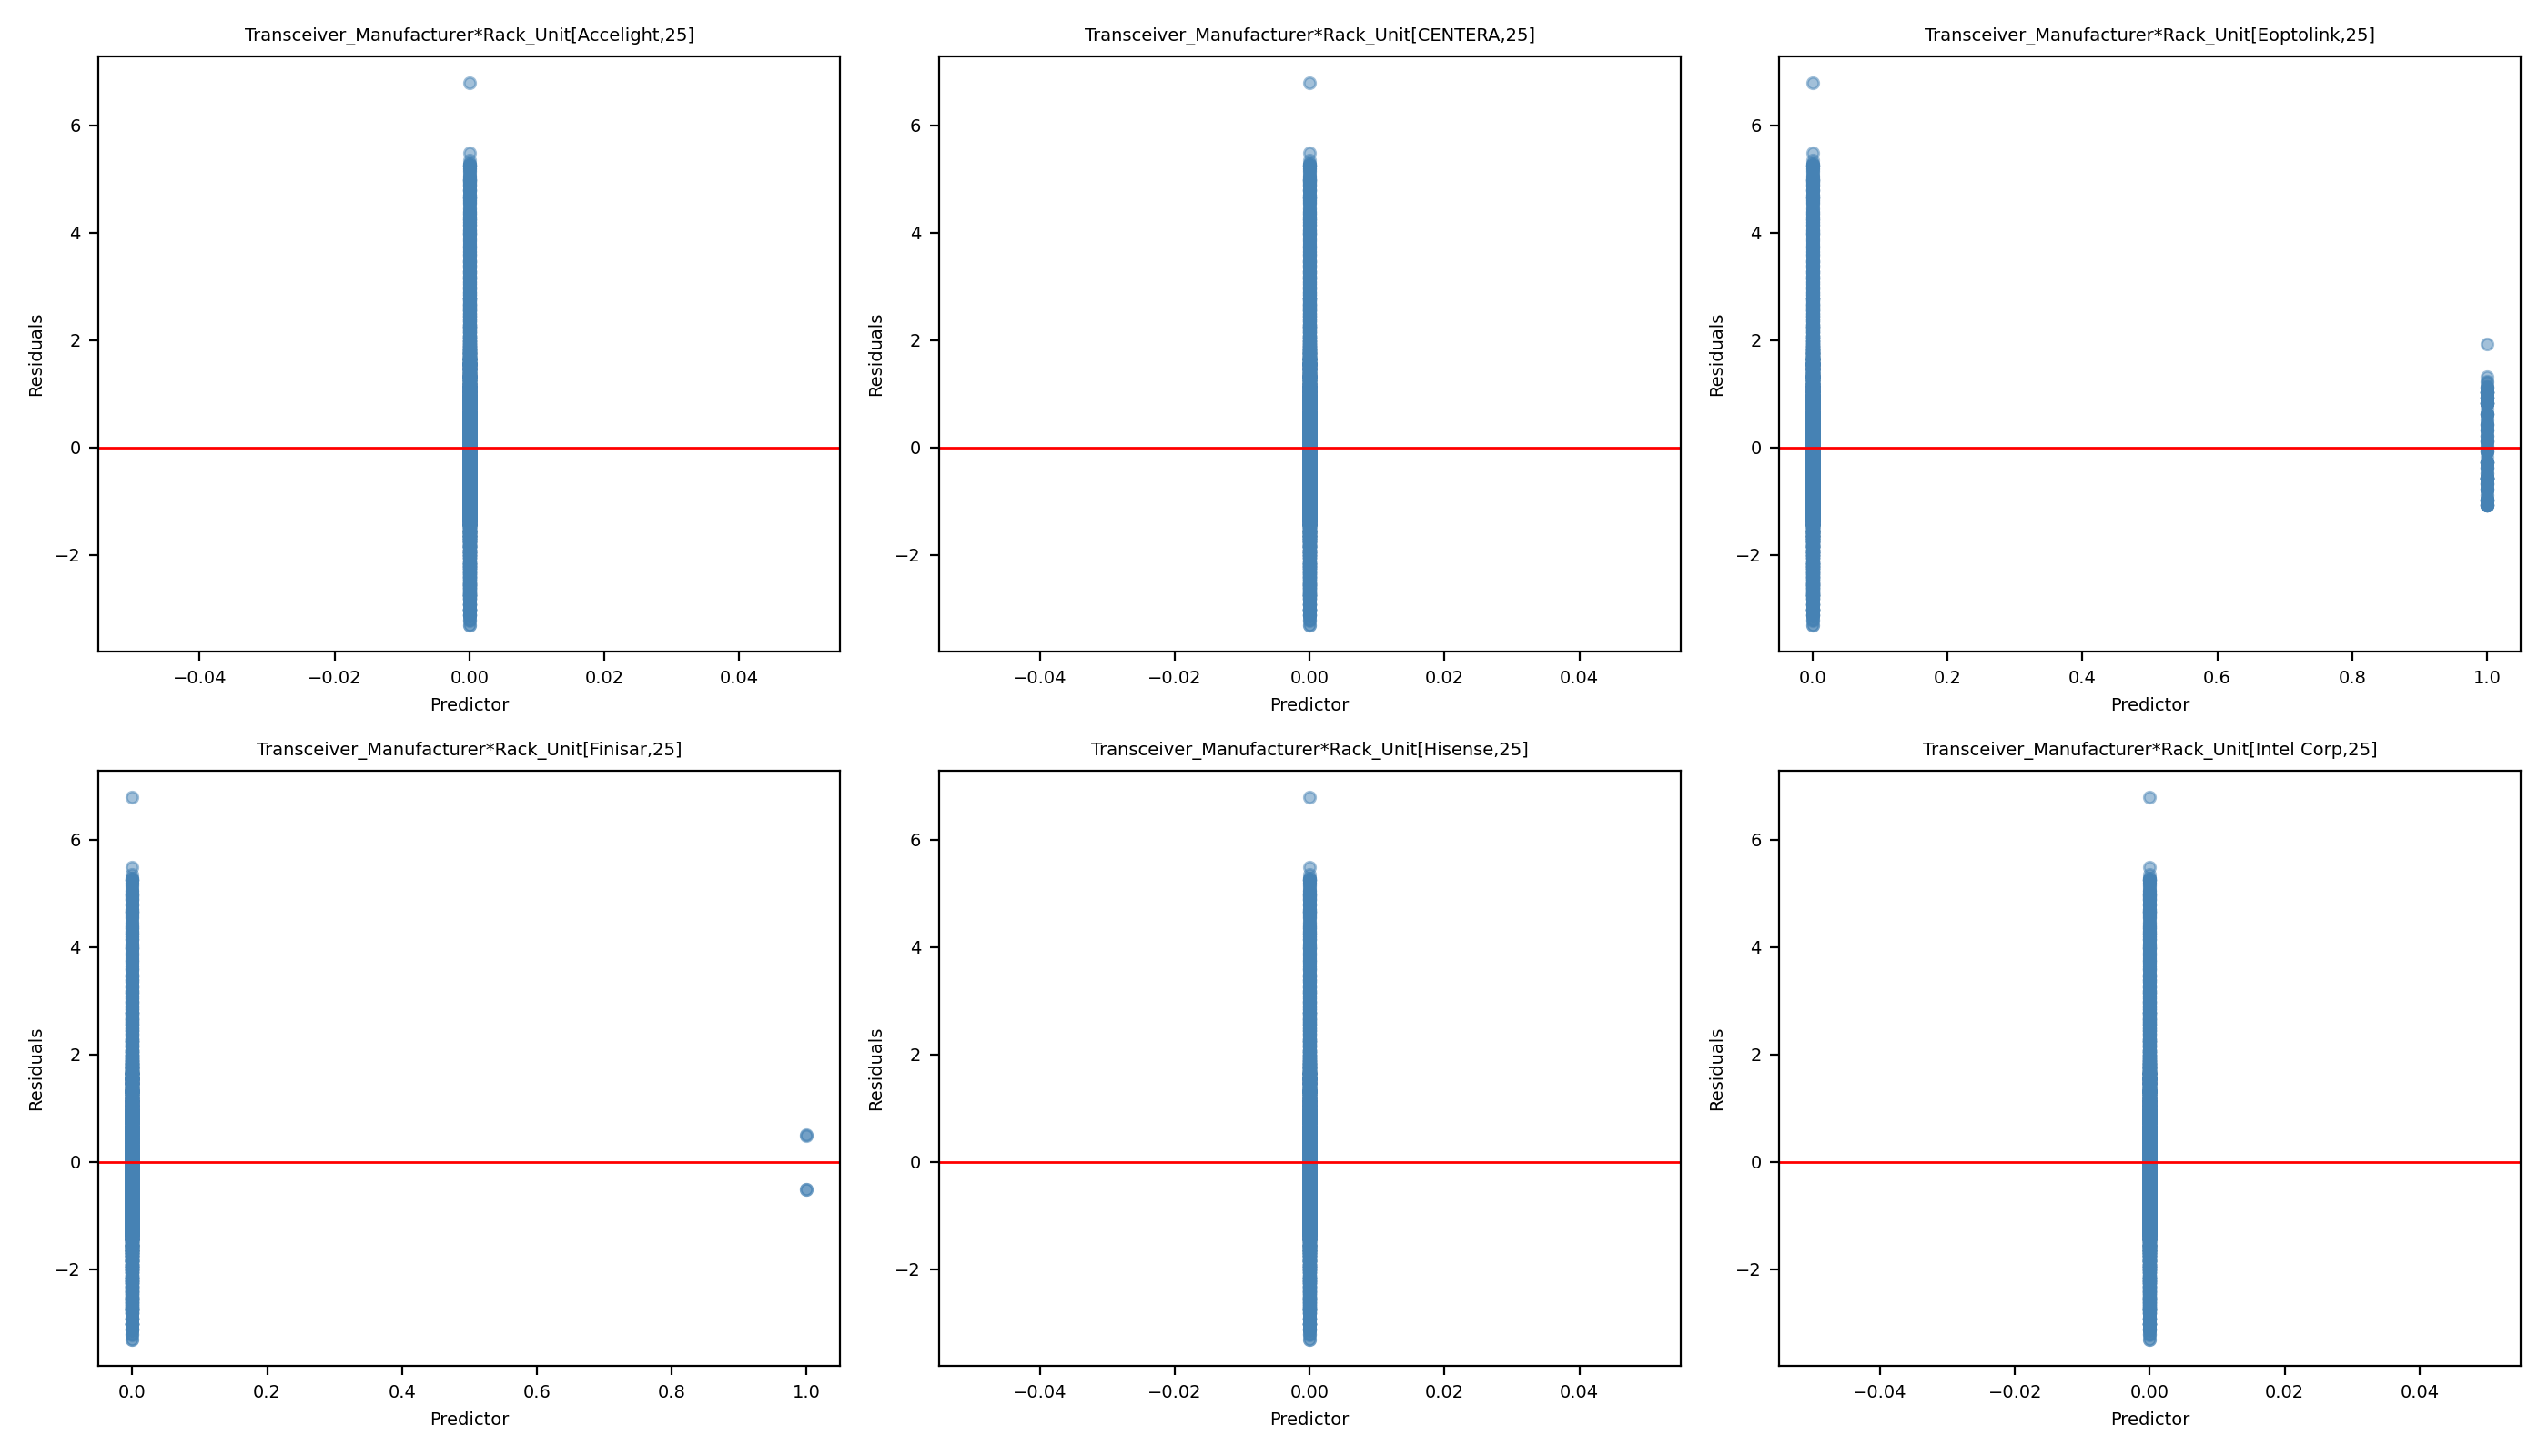 Transceiver_Manufacturer*Rack_Unit[Accelight,25]
6
4
2
0
−2
Residuals
−0.04 −0.02 0.00 0.02 0.04
Predictor
Transceiver_Manufacturer*Rack_Unit[CENTERA,25]
6
4
2
0
−2
Residuals
−0.04 −0.02 0.00 0.02 0.04
Predictor
Transceiver_Manufacturer*Rack_Unit[Eoptolink,25]
6
4
2
0
−2
Residuals
0.0 0.2 0.4 0.6 0.8 1.0
Predictor
Transceiver_Manufacturer*Rack_Unit[Finisar,25]
6
4
2
0
−2
Residuals
0.0 0.2 0.4 0.6 0.8 1.0
Predictor
Transceiver_Manufacturer*Rack_Unit[Hisense,25]
6
4
2
0
−2
Residuals
−0.04 −0.02 0.00 0.02 0.04
Predictor
Transceiver_Manufacturer*Rack_Unit[Intel Corp,25]
6
4
2
0
−2
Residuals
−0.04 −0.02 0.00 0.02 0.04
Predictor